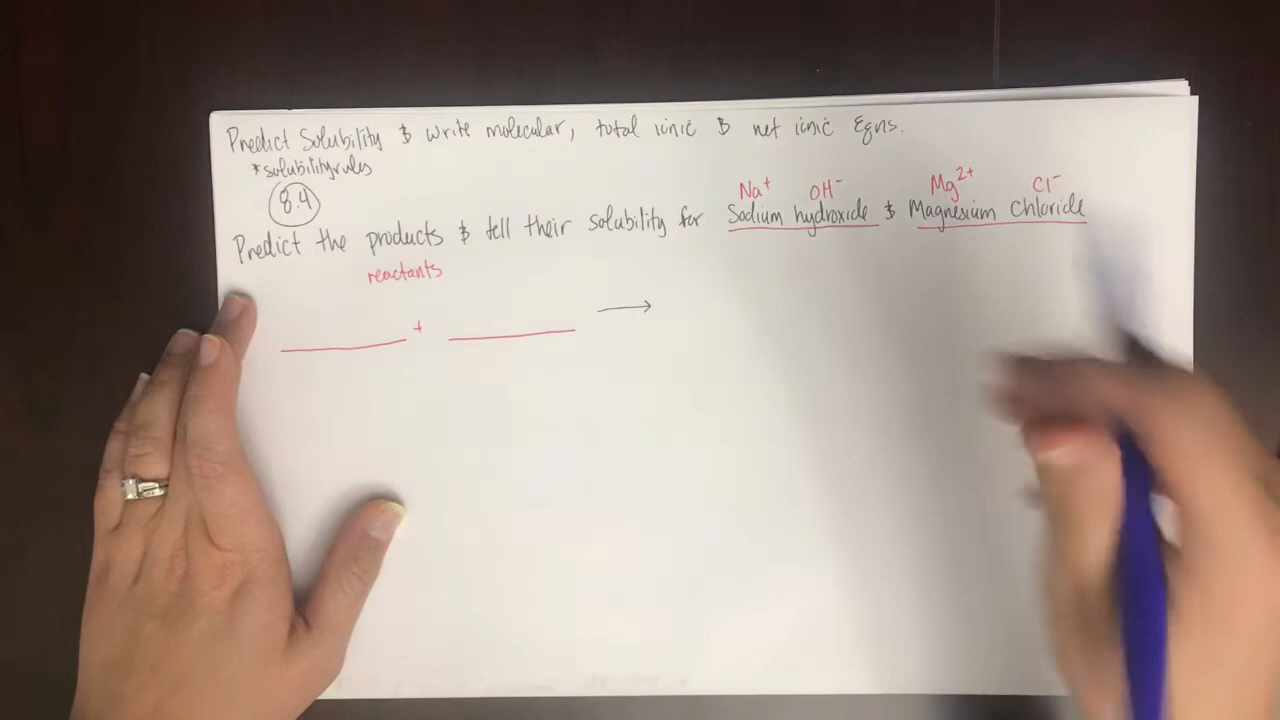 Predict Solubility & write molecular, total ionic & net ionic Eqns.
*solubility rules
8.4
Na⁺ OH⁻ Mg²⁺ Cl⁻
Predict the products & tell their solubility for Sodium hydroxide & Magnesium Chloride
reactants
+ →